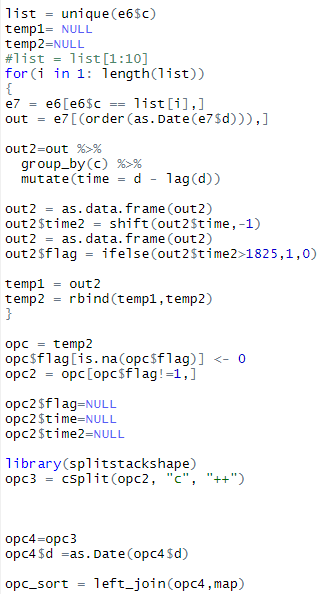 list = unique(e6$c)
temp1= NULL
temp2=NULL
#list = list[1:10]
for(i in 1: length(list))
{
e7 = e6[e6$c == list[i],]
out = e7[(order(as.Date(e7$d))),]
out2=out %>%
group_by(c) %>%
mutate(time = d - lag(d))
out2 = as.data.frame(out2)
out2$time2 = shift(out2$time,-1)
out2 = as.data.frame(out2)
out2$flag = ifelse(out2$time2>1825,1,0)
temp1 = out2
temp2 = rbind(temp1,temp2)
}
opc = temp2
opc$flag[is.na(opc$flag)] <- 0
opc2 = opc[opc$flag!=1,]
opc2$flag=NULL
opc2$time=NULL
opc2$time2=NULL
library(splitstackshape)
opc3 = cSplit(opc2, "c", "++")
opc4=opc3
opc4$d =as.Date(opc4$d)
opc_sort = left_join(opc4,map)